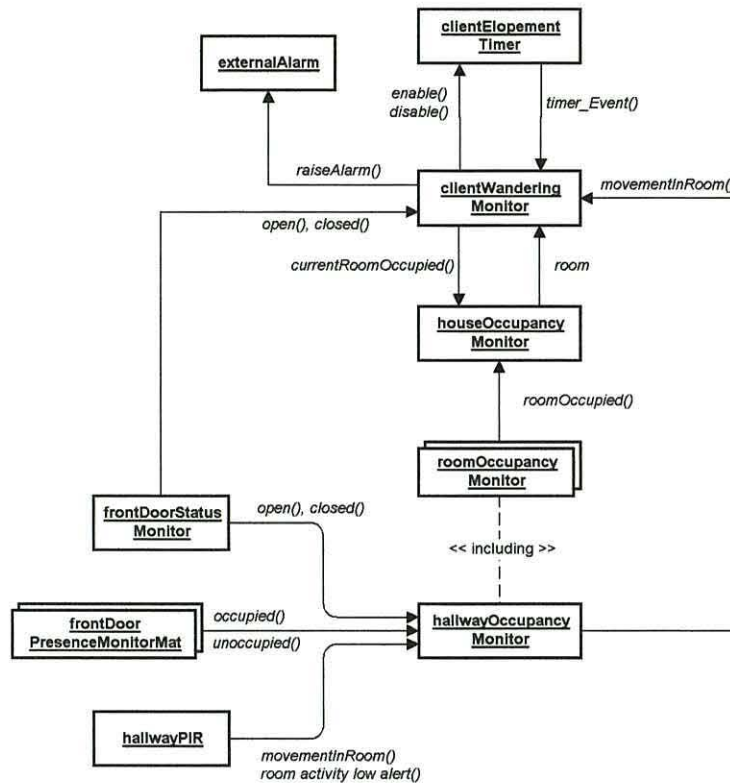 clientElopement
Timer
externalAlarm
enable()
disable()
timer_Event()
raiseAlarm()
clientWandering
Monitor
movementInRoom()
open(), closed()
currentRoomOccupied()
room
houseOccupancy
Monitor
roomOccupied()
roomOccupancy
Monitor
frontDoorStatus
Monitor
open(), closed()
<< including >>
frontDoor
PresenceMonitorMat
occupied()
unoccupied()
hallwayOccupancy
Monitor
hallwayPIR
movementInRoom()
room activity low alert()